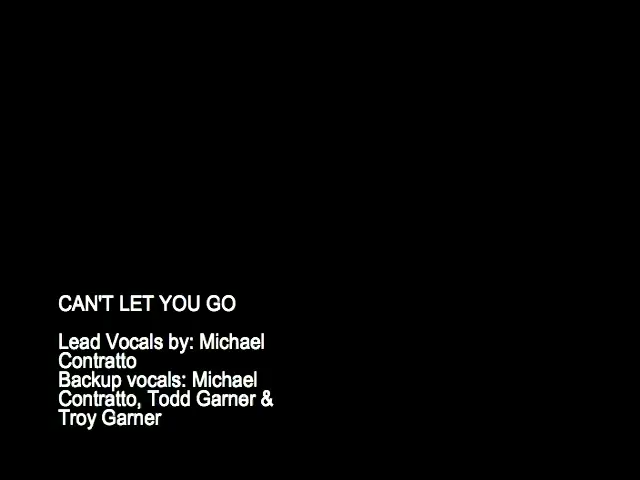 CAN'T LET YOU GO
Lead Vocals by: Michael
Contratto
Backup vocals: Michael
Contratto, Todd Garner &
Troy Garner